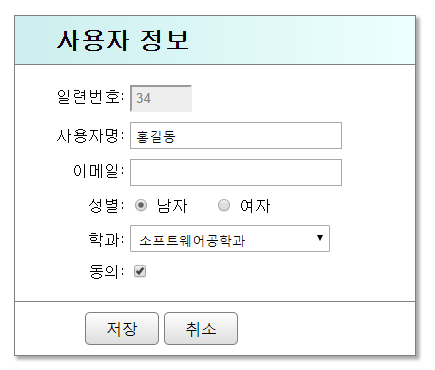 사용자 정보
일련번호: 34
사용자명: 홍길동
이메일:
성별: 남자 여자
학과: 소프트웨어공학과
동의:
저장 취소